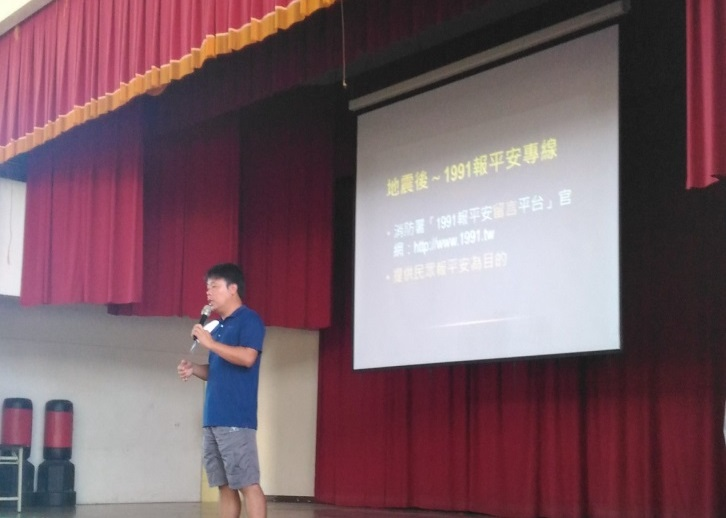 地震後～1991報平安專線
• 消防署「1991報平安留言平台」官
網：http://www.1991.tw
• 提供民眾報平安為目的